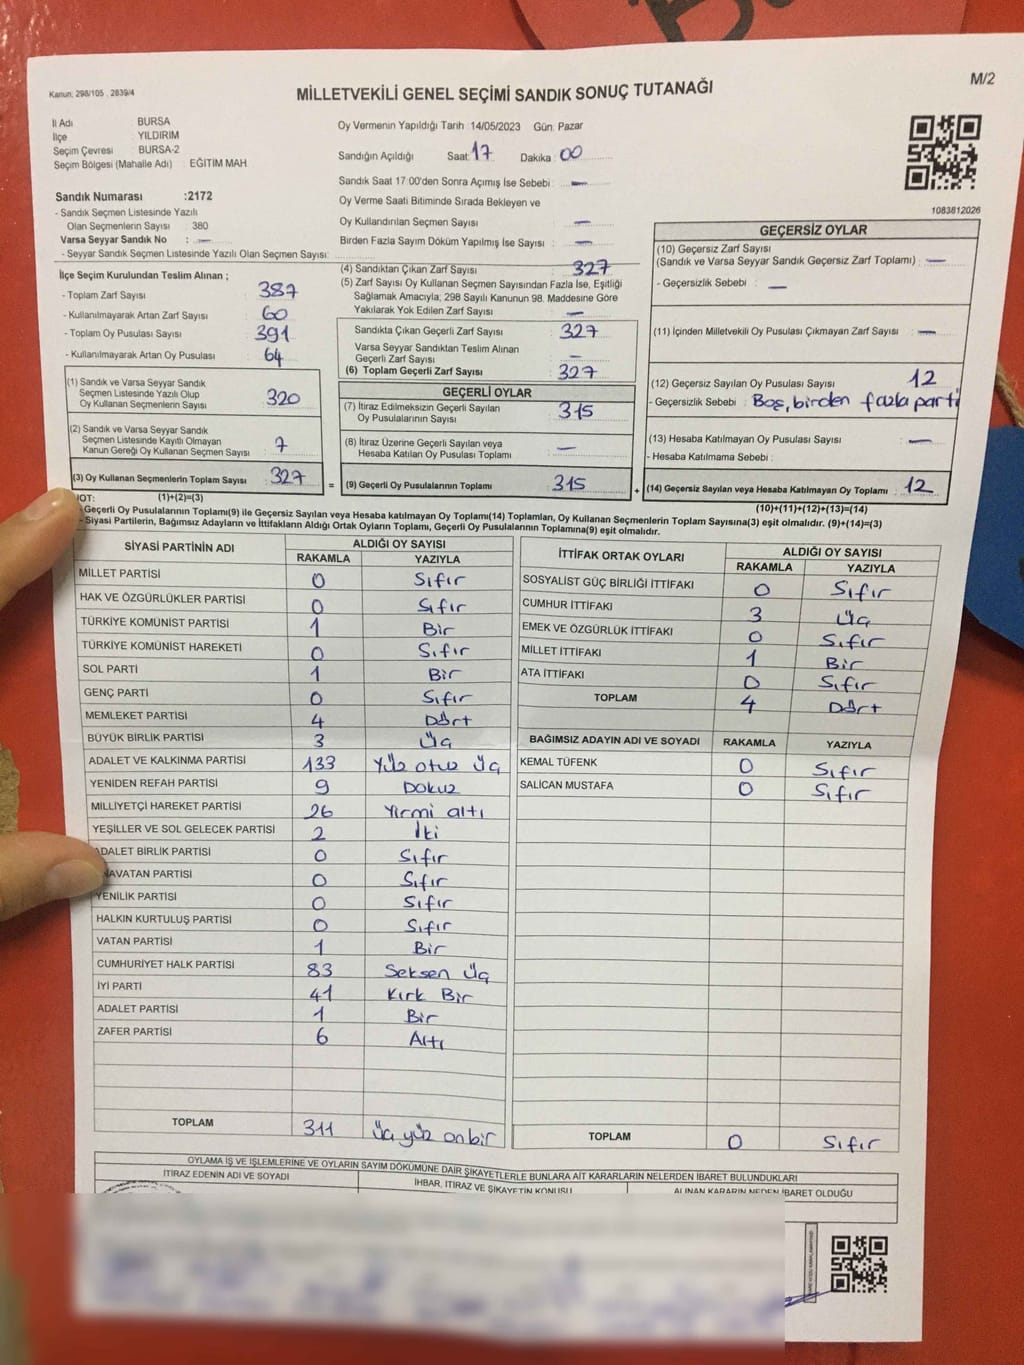 Kanun: 298/105 , 2839/4
MİLLETVEKİLİ GENEL SEÇİMİ SANDIK SONUÇ TUTANAĞI
M/2
İl Adı BURSA
İlçe YILDIRIM
Seçim Çevresi : BURSA-2
Seçim Bölgesi (Mahalle Adı) : EĞİTİM MAH
Sandık Numarası :2172
- Sandık Seçmen Listesinde Yazılı
Olan Seçmenlerin Sayısı : 380
Varsa Seyyar Sandık No : —
- Seyyar Sandık Seçmen Listesinde Yazılı Olan Seçmen Sayısı:
Oy Vermenin Yapıldığı Tarih : 14/05/2023 Gün: Pazar
Sandığın Açıldığı Saat: 17 Dakika : 00
Sandık Saat 17:00'den Sonra Açımış İse Sebebi : —
Oy Verme Saati Bitiminde Sırada Bekleyen ve
Oy Kullandırılan Seçmen Sayısı : —
Birden Fazla Sayım Döküm Yapılmış İse Sayısı : —
1083812026
İlçe Seçim Kurulundan Teslim Alınan ;
- Toplam Zarf Sayısı : 387
- Kullanılmayarak Artan Zarf Sayısı : 60
- Toplam Oy Pusulası Sayısı : 391
- Kullanılmayarak Artan Oy Pusulası : 64
(1) Sandık ve Varsa Seyyar Sandık
Seçmen Listesinde Yazılı Olup
Oy Kullanan Seçmenlerin Sayısı : 320
(2) Sandık ve Varsa Seyyar Sandık
Seçmen Listesinde Kayıtlı Olmayan
Kanun Gereği Oy Kullanan Seçmen Sayısı : 7
(3) Oy Kullanan Seçmenlerin Toplam Sayısı : 327 =
(4) Sandıktan Çıkan Zarf Sayısı : 327
(5) Zarf Sayısı Oy Kullanan Seçmen Sayısından Fazla İse, Eşitliği
Sağlamak Amacıyla; 298 Sayılı Kanunun 98. Maddesine Göre
Yakılarak Yok Edilen Zarf Sayısı : —
Sandıkta Çıkan Geçerli Zarf Sayısı : 327
Varsa Seyyar Sandıktan Teslim Alınan
Geçerli Zarf Sayısı : —
(6) Toplam Geçerli Zarf Sayısı : 327
GEÇERLİ OYLAR
(7) İtiraz Edilmeksizin Geçerli Sayılan
Oy Pusulalarının Sayısı : 315
(8) İtiraz Üzerine Geçerli Sayılan veya
Hesaba Katılan Oy Pusulası Toplamı : —
(9) Geçerli Oy Pusulalarının Toplamı : 315 +
GEÇERSİZ OYLAR
(10) Geçersiz Zarf Sayısı
(Sandık ve Varsa Seyyar Sandık Geçersiz Zarf Toplamı) : —
- Geçersizlik Sebebi : —
(11) İçinden Milletvekili Oy Pusulası Çıkmayan Zarf Sayısı : —
(12) Geçersiz Sayılan Oy Pusulası Sayısı : 12
- Geçersizlik Sebebi : Boş, birden fazla parti
(13) Hesaba Katılmayan Oy Pusulası Sayısı : —
- Hesaba Katılmama Sebebi :
(14) Geçersiz Sayılan veya Hesaba Katılmayan Oy Toplamı : 12
NOT: (1)+(2)=(3) (10)+(11)+(12)+(13)=(14)
- Geçerli Oy Pusulalarının Toplamı(9) ile Geçersiz Sayılan veya Hesaba katılmayan Oy Toplamı(14) Toplamları, Oy Kullanan Seçmenlerin Toplam Sayısına(3) eşit olmalıdır. (9)+(14)=(3)
- Siyasi Partilerin, Bağımsız Adayların ve İttifakların Aldığı Ortak Oyların Toplamı, Geçerli Oy Pusulalarının Toplamına(9) eşit olmalıdır.
SİYASİ PARTİNİN ADI ALDIĞI OY SAYISI
RAKAMLA YAZIYLA
MİLLET PARTİSİ 0 Sıfır
HAK VE ÖZGÜRLÜKLER PARTİSİ 0 Sıfır
TÜRKİYE KOMÜNİST PARTİSİ 1 Bir
TÜRKİYE KOMÜNİST HAREKETİ 0 Sıfır
SOL PARTİ 1 Bir
GENÇ PARTİ 0 Sıfır
MEMLEKET PARTİSİ 4 Dört
BÜYÜK BİRLİK PARTİSİ 3 Üç
ADALET VE KALKINMA PARTİSİ 133 Yüz otuz üç
YENİDEN REFAH PARTİSİ 9 Dokuz
MİLLİYETÇİ HAREKET PARTİSİ 26 Yirmi altı
YEŞİLLER VE SOL GELECEK PARTİSİ 2 İki
ADALET BİRLİK PARTİSİ 0 Sıfır
NAVATAN PARTİSİ 0 Sıfır
YENİLİK PARTİSİ 0 Sıfır
HALKIN KURTULUŞ PARTİSİ 0 Sıfır
VATAN PARTİSİ 1 Bir
CUMHURİYET HALK PARTİSİ 83 Seksen üç
İYİ PARTİ 41 Kırk Bir
ADALET PARTİSİ 1 Bir
ZAFER PARTİSİ 6 Altı
TOPLAM 311 Üç yüz onbir
İTTİFAK ORTAK OYLARI ALDIĞI OY SAYISI
RAKAMLA YAZIYLA
SOSYALİST GÜÇ BİRLİĞİ İTTİFAKI 0 Sıfır
CUMHUR İTTİFAKI 3 Üç
EMEK VE ÖZGÜRLÜK İTTİFAKI 0 Sıfır
MİLLET İTTİFAKI 1 Bir
ATA İTTİFAKI 0 Sıfır
TOPLAM 4 Dört
BAĞIMSIZ ADAYIN ADI VE SOYADI RAKAMLA YAZIYLA
KEMAL TÜFENK 0 Sıfır
SALİCAN MUSTAFA 0 Sıfır
TOPLAM 0 Sıfır
OYLAMA İŞ VE İŞLEMLERİNE VE OYLARIN SAYIM DÖKÜMÜNE DAİR ŞİKAYETLERLE BUNLARA AİT KARARLARIN NELERDEN İBARET BULUNDUKLARI
İTİRAZ EDENİN ADI VE SOYADI İHBAR, İTİRAZ VE ŞİKAYETİN KONUSU ALINAN KARARIN NEDEN İBARET OLDUĞU